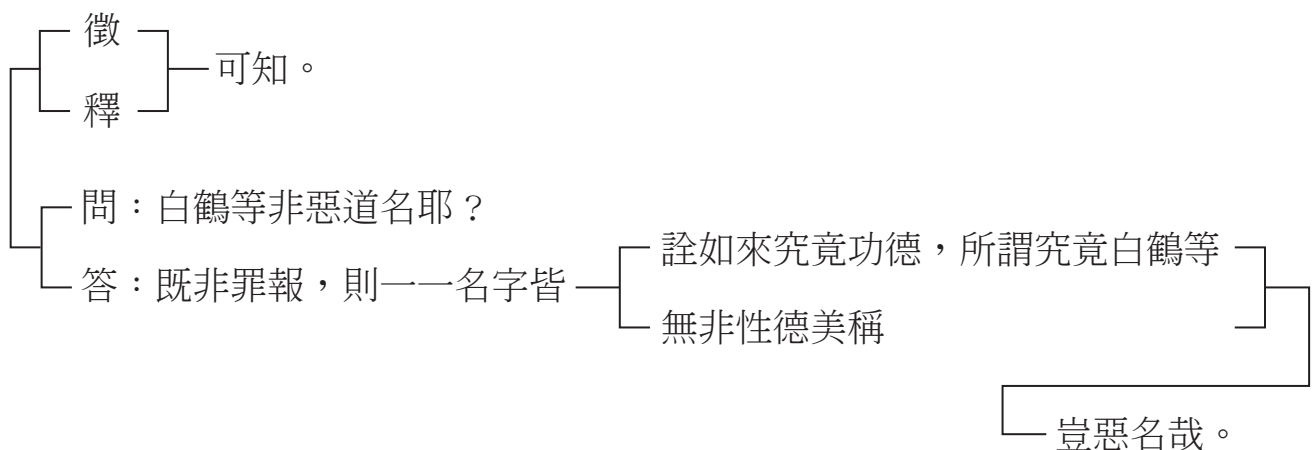 徵
可知。
釋
問：白鶴等非惡道名耶？
答：既非罪報，則一一名字皆
詮如來究竟功德，所謂究竟白鶴等
無非性德美稱
豈惡名哉。